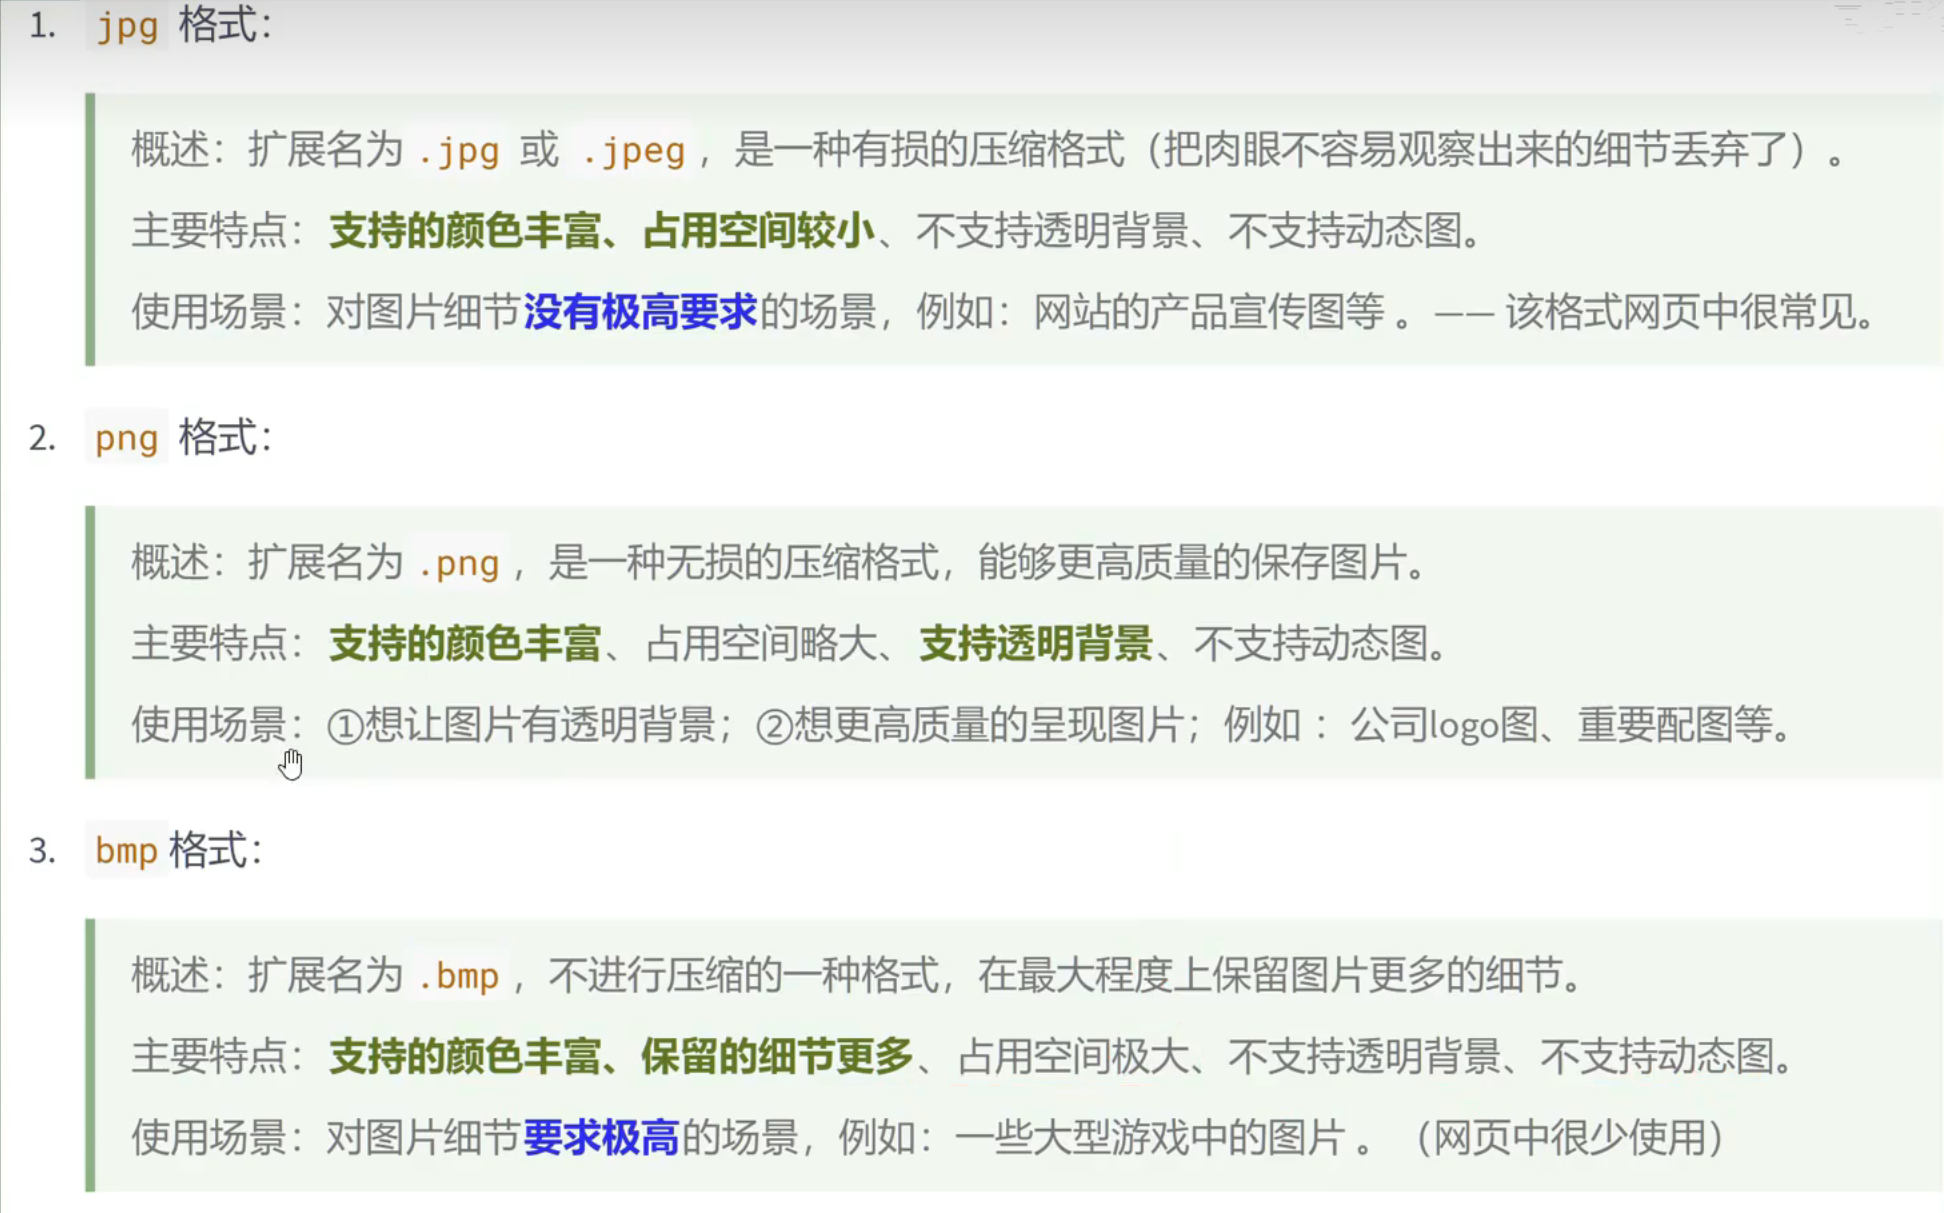 1. jpg 格式：
概述：扩展名为 .jpg 或 .jpeg ，是一种有损的压缩格式（把肉眼不容易观察出来的细节丢弃了）。
主要特点：支持的颜色丰富、占用空间较小、不支持透明背景、不支持动态图。
使用场景：对图片细节没有极高要求的场景，例如：网站的产品宣传图等 。—— 该格式网页中很常见。
2. png 格式：
概述：扩展名为 .png ，是一种无损的压缩格式，能够更高质量的保存图片。
主要特点：支持的颜色丰富、占用空间略大、支持透明背景、不支持动态图。
使用场景：①想让图片有透明背景；②想更高质量的呈现图片；例如 ：公司logo图、重要配图等。
3. bmp 格式：
概述：扩展名为 .bmp ，不进行压缩的一种格式，在最大程度上保留图片更多的细节。
主要特点：支持的颜色丰富、保留的细节更多、占用空间极大、不支持透明背景、不支持动态图。
使用场景：对图片细节要求极高的场景，例如：一些大型游戏中的图片 。（网页中很少使用）